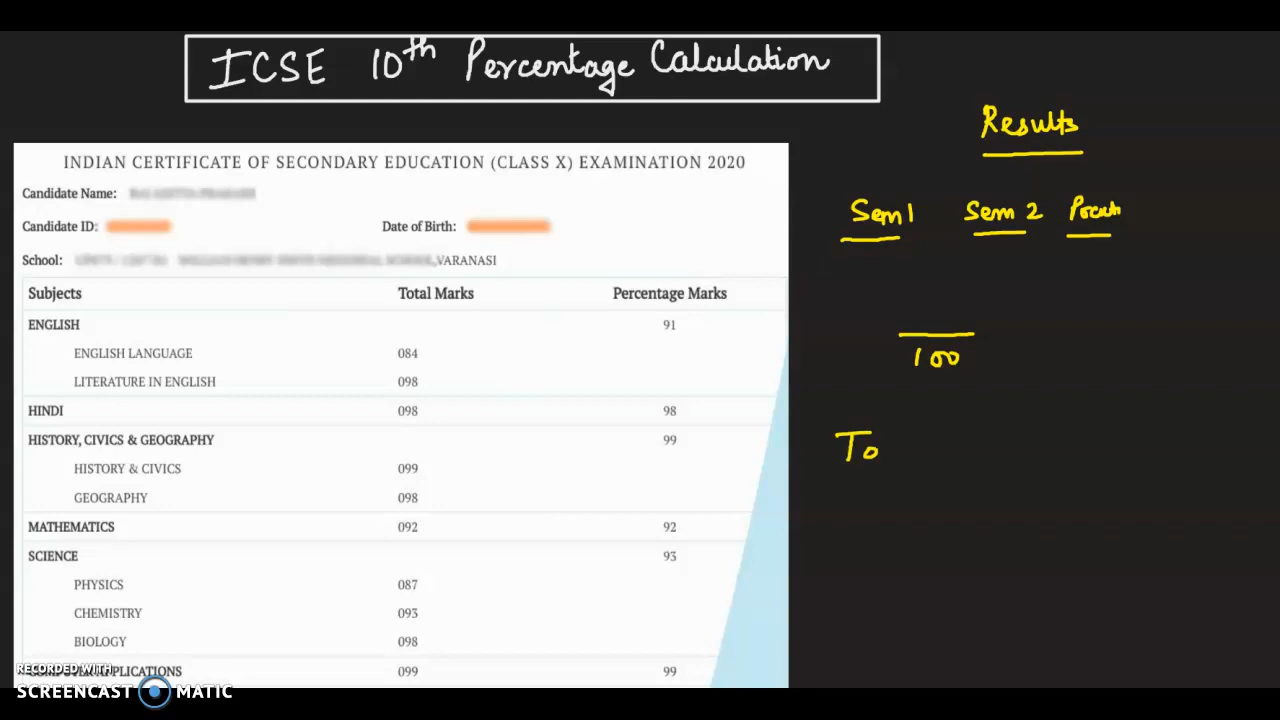 ICSE 10th Percentage Calculation
Results
Sem 1 Sem 2
100
To
INDIAN CERTIFICATE OF SECONDARY EDUCATION (CLASS X) EXAMINATION 2020
Candidate Name:
Candidate ID: Date of Birth:
School: VARANASI
Subjects Total Marks Percentage Marks
ENGLISH 91
ENGLISH LANGUAGE 084
LITERATURE IN ENGLISH 098
HINDI 098 98
HISTORY, CIVICS & GEOGRAPHY 99
HISTORY & CIVICS 099
GEOGRAPHY 098
MATHEMATICS 092 92
SCIENCE 93
PHYSICS 087
CHEMISTRY 093
BIOLOGY 098
APPLICATIONS 099 99
RECORDED WITH
SCREENCAST MATIC